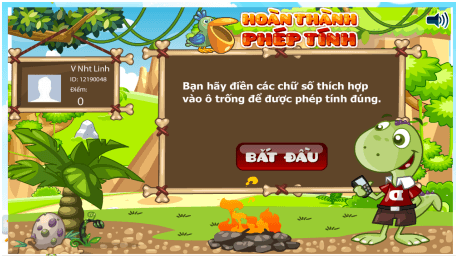 HOÀN THÀNH
PHÉP TÍNH
V Nht Linh
ID: 12190048
Điểm:
0
Bạn hãy điền các chữ số thích hợp
vào ô trống để được phép tính đúng.
BẮT ĐẦU
α